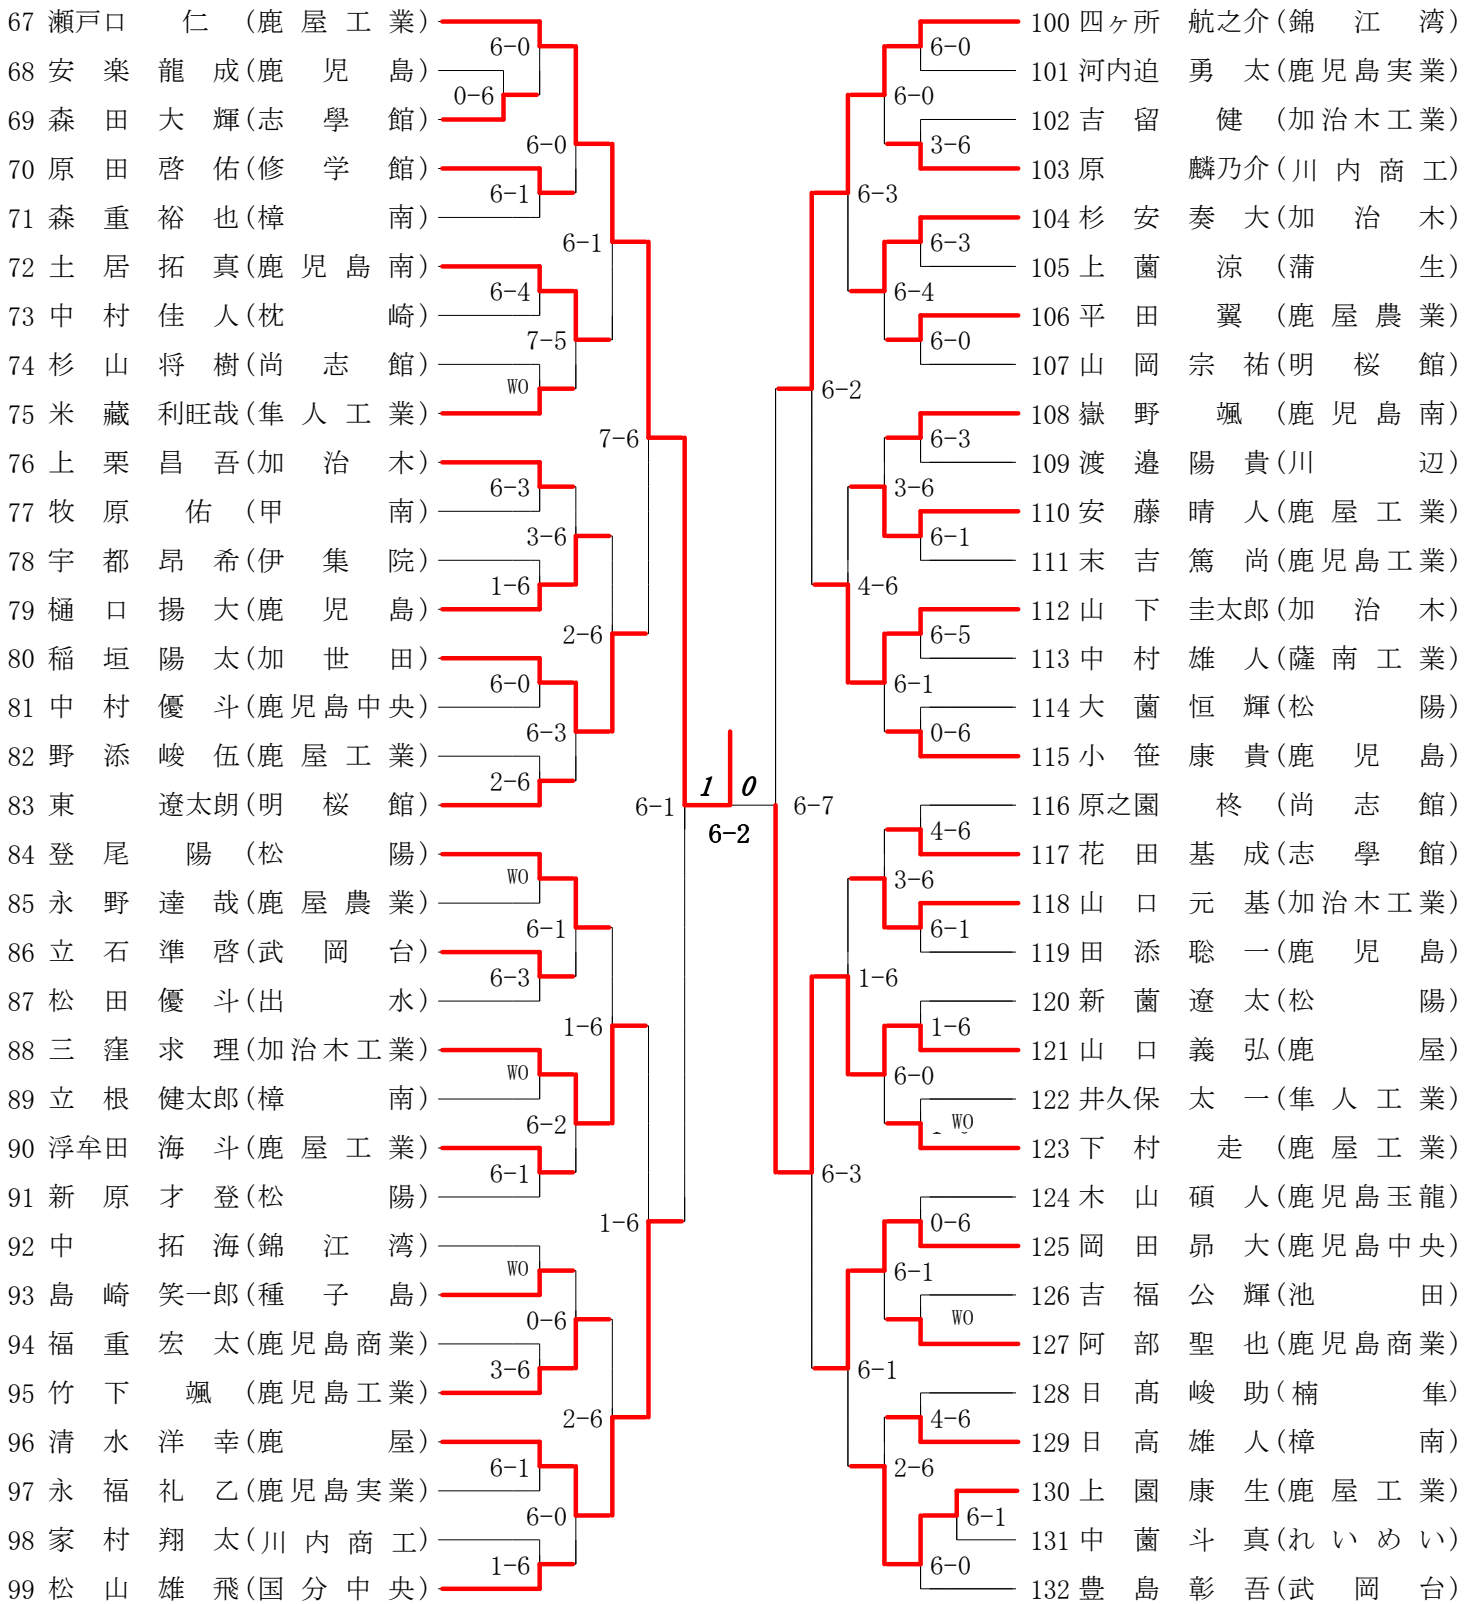 67 瀬戸口 仁 (鹿屋工業)
6-0
68 安楽龍成(鹿児島)
0-6
69 森田大輝(志學館)
6-0
70 原田啓佑(修学館)
6-1
71 森重裕也(樟南)
6-1
72 土居拓真(鹿児島南)
6-4
73 中村佳人(枕崎)
7-5
74 杉山将樹(尚志館)
WO
75 米藏利旺哉(隼人工業)
7-6
76 上栗昌吾(加治木)
6-3
77 牧原佑(甲南)
3-6
78 宇都昂希(伊集院)
1-6
79 樋口揚大(鹿児島)
2-6
80 稲垣陽太(加世田)
6-0
81 中村優斗(鹿児島中央)
6-3
82 野添峻伍(鹿屋工業)
2-6
83 東遼太朗(明桜館)
6-1
84 登尾陽(松陽)
WO
85 永野達哉(鹿屋農業)
6-1
86 立石準啓(武岡台)
6-3
87 松田優斗(出水)
1-6
88 三窪求理(加治木工業)
WO
89 立根健太郎(樟南)
6-2
90 浮牟田海斗(鹿屋工業)
6-1
91 新原才登(松陽)
1-6
92 中拓海(錦江湾)
WO
93 島崎笑一郎(種子島)
0-6
94 福重宏太(鹿児島商業)
3-6
95 竹下颯(鹿児島工業)
2-6
96 清水洋幸(鹿屋)
6-1
97 永福礼乙(鹿児島実業)
6-0
98 家村翔太(川内商工)
1-6
99 松山雄飛(国分中央)
1 0
6-2
100 四ヶ所航之介(錦江湾)
6-0
101 河内迫勇太(鹿児島実業)
6-0
102 吉留健(加治木工業)
3-6
103 原麟乃介(川内商工)
6-3
104 杉安奏大(加治木)
6-3
105 上薗涼(蒲生)
6-4
106 平田翼(鹿屋農業)
6-0
107 山岡宗祐(明桜館)
6-2
108 嶽野颯(鹿児島南)
6-3
109 渡邉陽貴(川辺)
3-6
110 安藤晴人(鹿屋工業)
6-1
111 末吉篤尚(鹿児島工業)
4-6
112 山下圭太郎(加治木)
6-5
113 中村雄人(薩南工業)
6-1
114 大薗恒輝(松陽)
0-6
115 小笹康貴(鹿児島)
6-7
116 原之園柊(尚志館)
4-6
117 花田基成(志學館)
3-6
118 山口元基(加治木工業)
6-1
119 田添聡一(鹿児島)
1-6
120 新薗遼太(松陽)
1-6
121 山口義弘(鹿屋)
6-0
122 井久保太一(隼人工業)
WO
123 下村走(鹿屋工業)
6-3
124 木山碩人(鹿児島玉龍)
0-6
125 岡田昴大(鹿児島中央)
6-1
126 吉福公輝(池田)
WO
127 阿部聖也(鹿児島商業)
6-1
128 日髙峻助(楠隼)
4-6
129 日高雄人(樟南)
2-6
130 上園康生(鹿屋工業)
6-1
131 中薗斗真(れいめい)
6-0
132 豊島彰吾(武岡台)